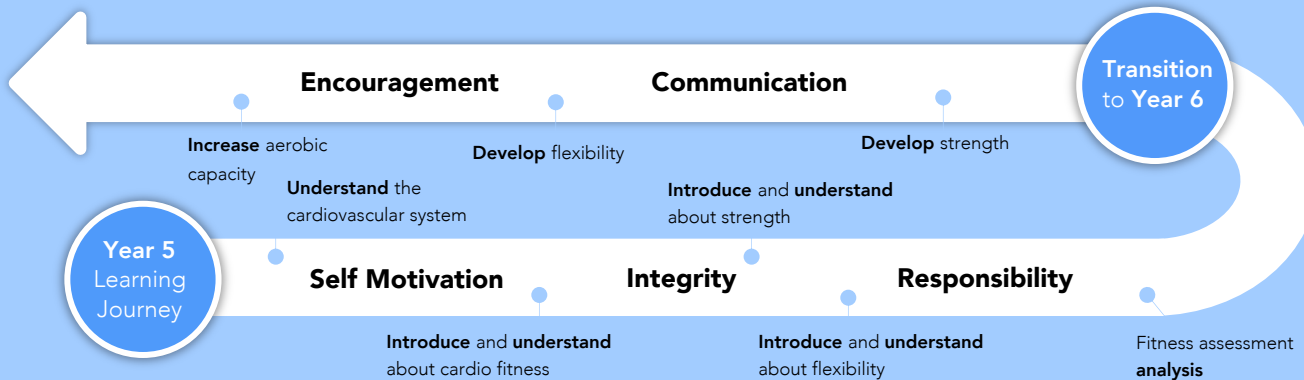 Encouragement
Communication
Transition
to Year 6
Increase aerobic
capacity
Develop flexibility
Develop strength
Understand the
cardiovascular system
Introduce and understand
about strength
Year 5
Learning
Journey
Self Motivation
Integrity
Responsibility
Introduce and understand
about cardio fitness
Introduce and understand
about flexibility
Fitness assessment
analysis